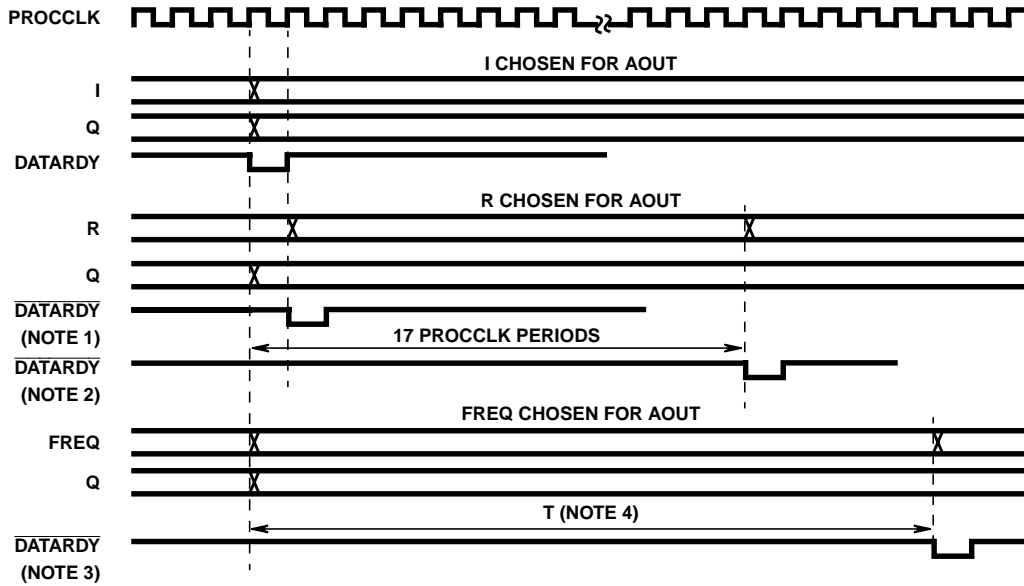 PROCCLK
I CHOSEN FOR AOUT
I
Q
DATARDY
R CHOSEN FOR AOUT
R
Q
DATARDY
(NOTE 1)
17 PROCCLK PERIODS
DATARDY
(NOTE 2)
FREQ CHOSEN FOR AOUT
FREQ
Q
T (NOTE 4)
DATARDY
(NOTE 3)